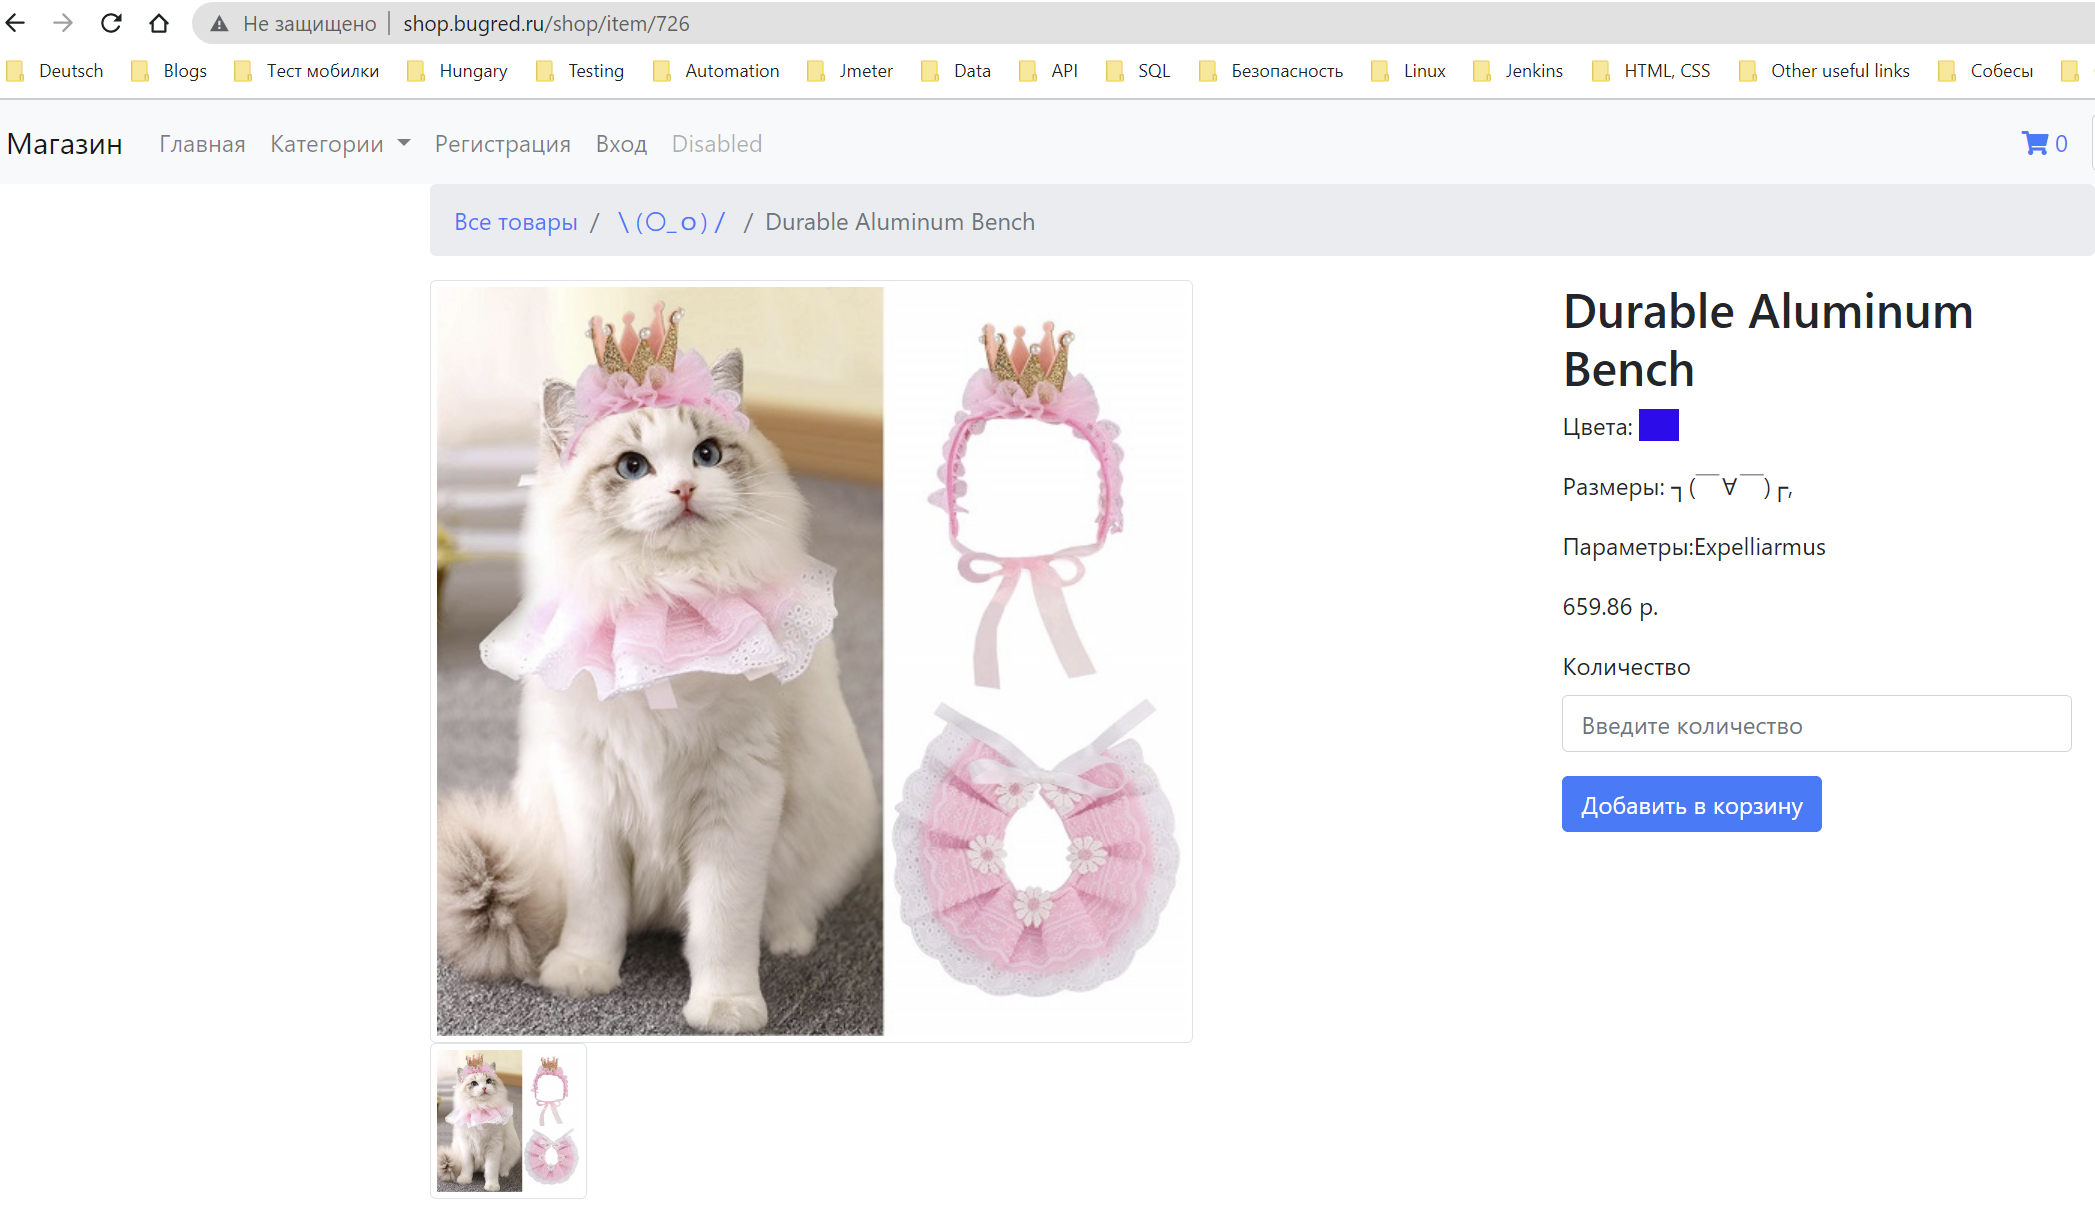 Не защищено | shop.bugred.ru/shop/item/726
Deutsch Blogs Тест мобилки Hungary Testing Automation Jmeter Data API SQL Безопасность Linux Jenkins HTML, CSS Other useful links Собесы
Магазин Главная Категории Регистрация Вход Disabled 0
Все товары / \(〇_ｏ)/ / Durable Aluminum Bench
Durable Aluminum
Bench
Цвета:
Размеры: ┐(￣∀￣)┌,
Параметры:Expelliarmus
659.86 р.
Количество
Введите количество
Добавить в корзину